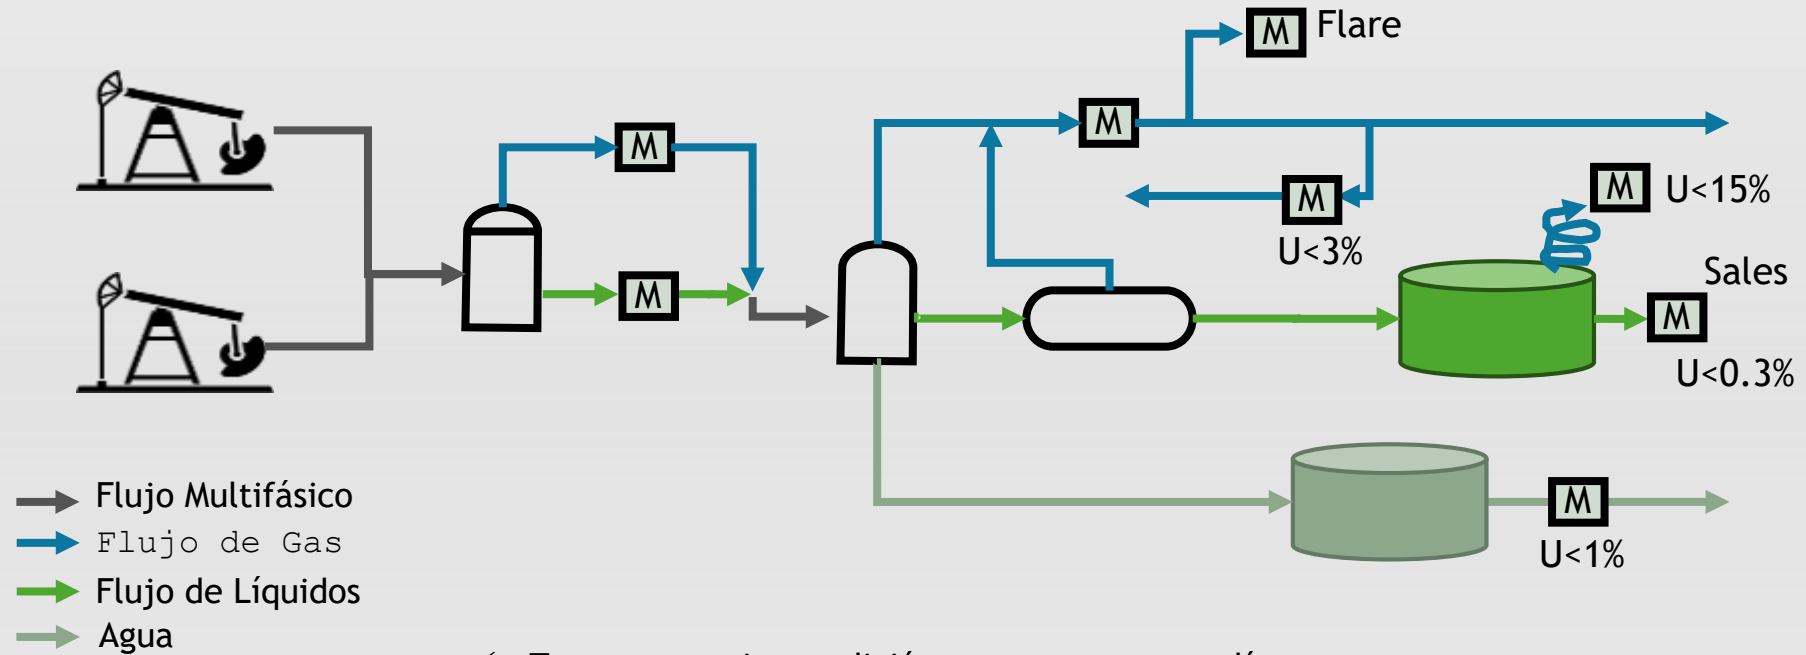 M Flare
M
M
M U<15%
M
U<3%
Sales
M
M
U<0.3%
Flujo Multifásico
M
Flujo de Gas
U<1%
Flujo de Líquidos
Agua